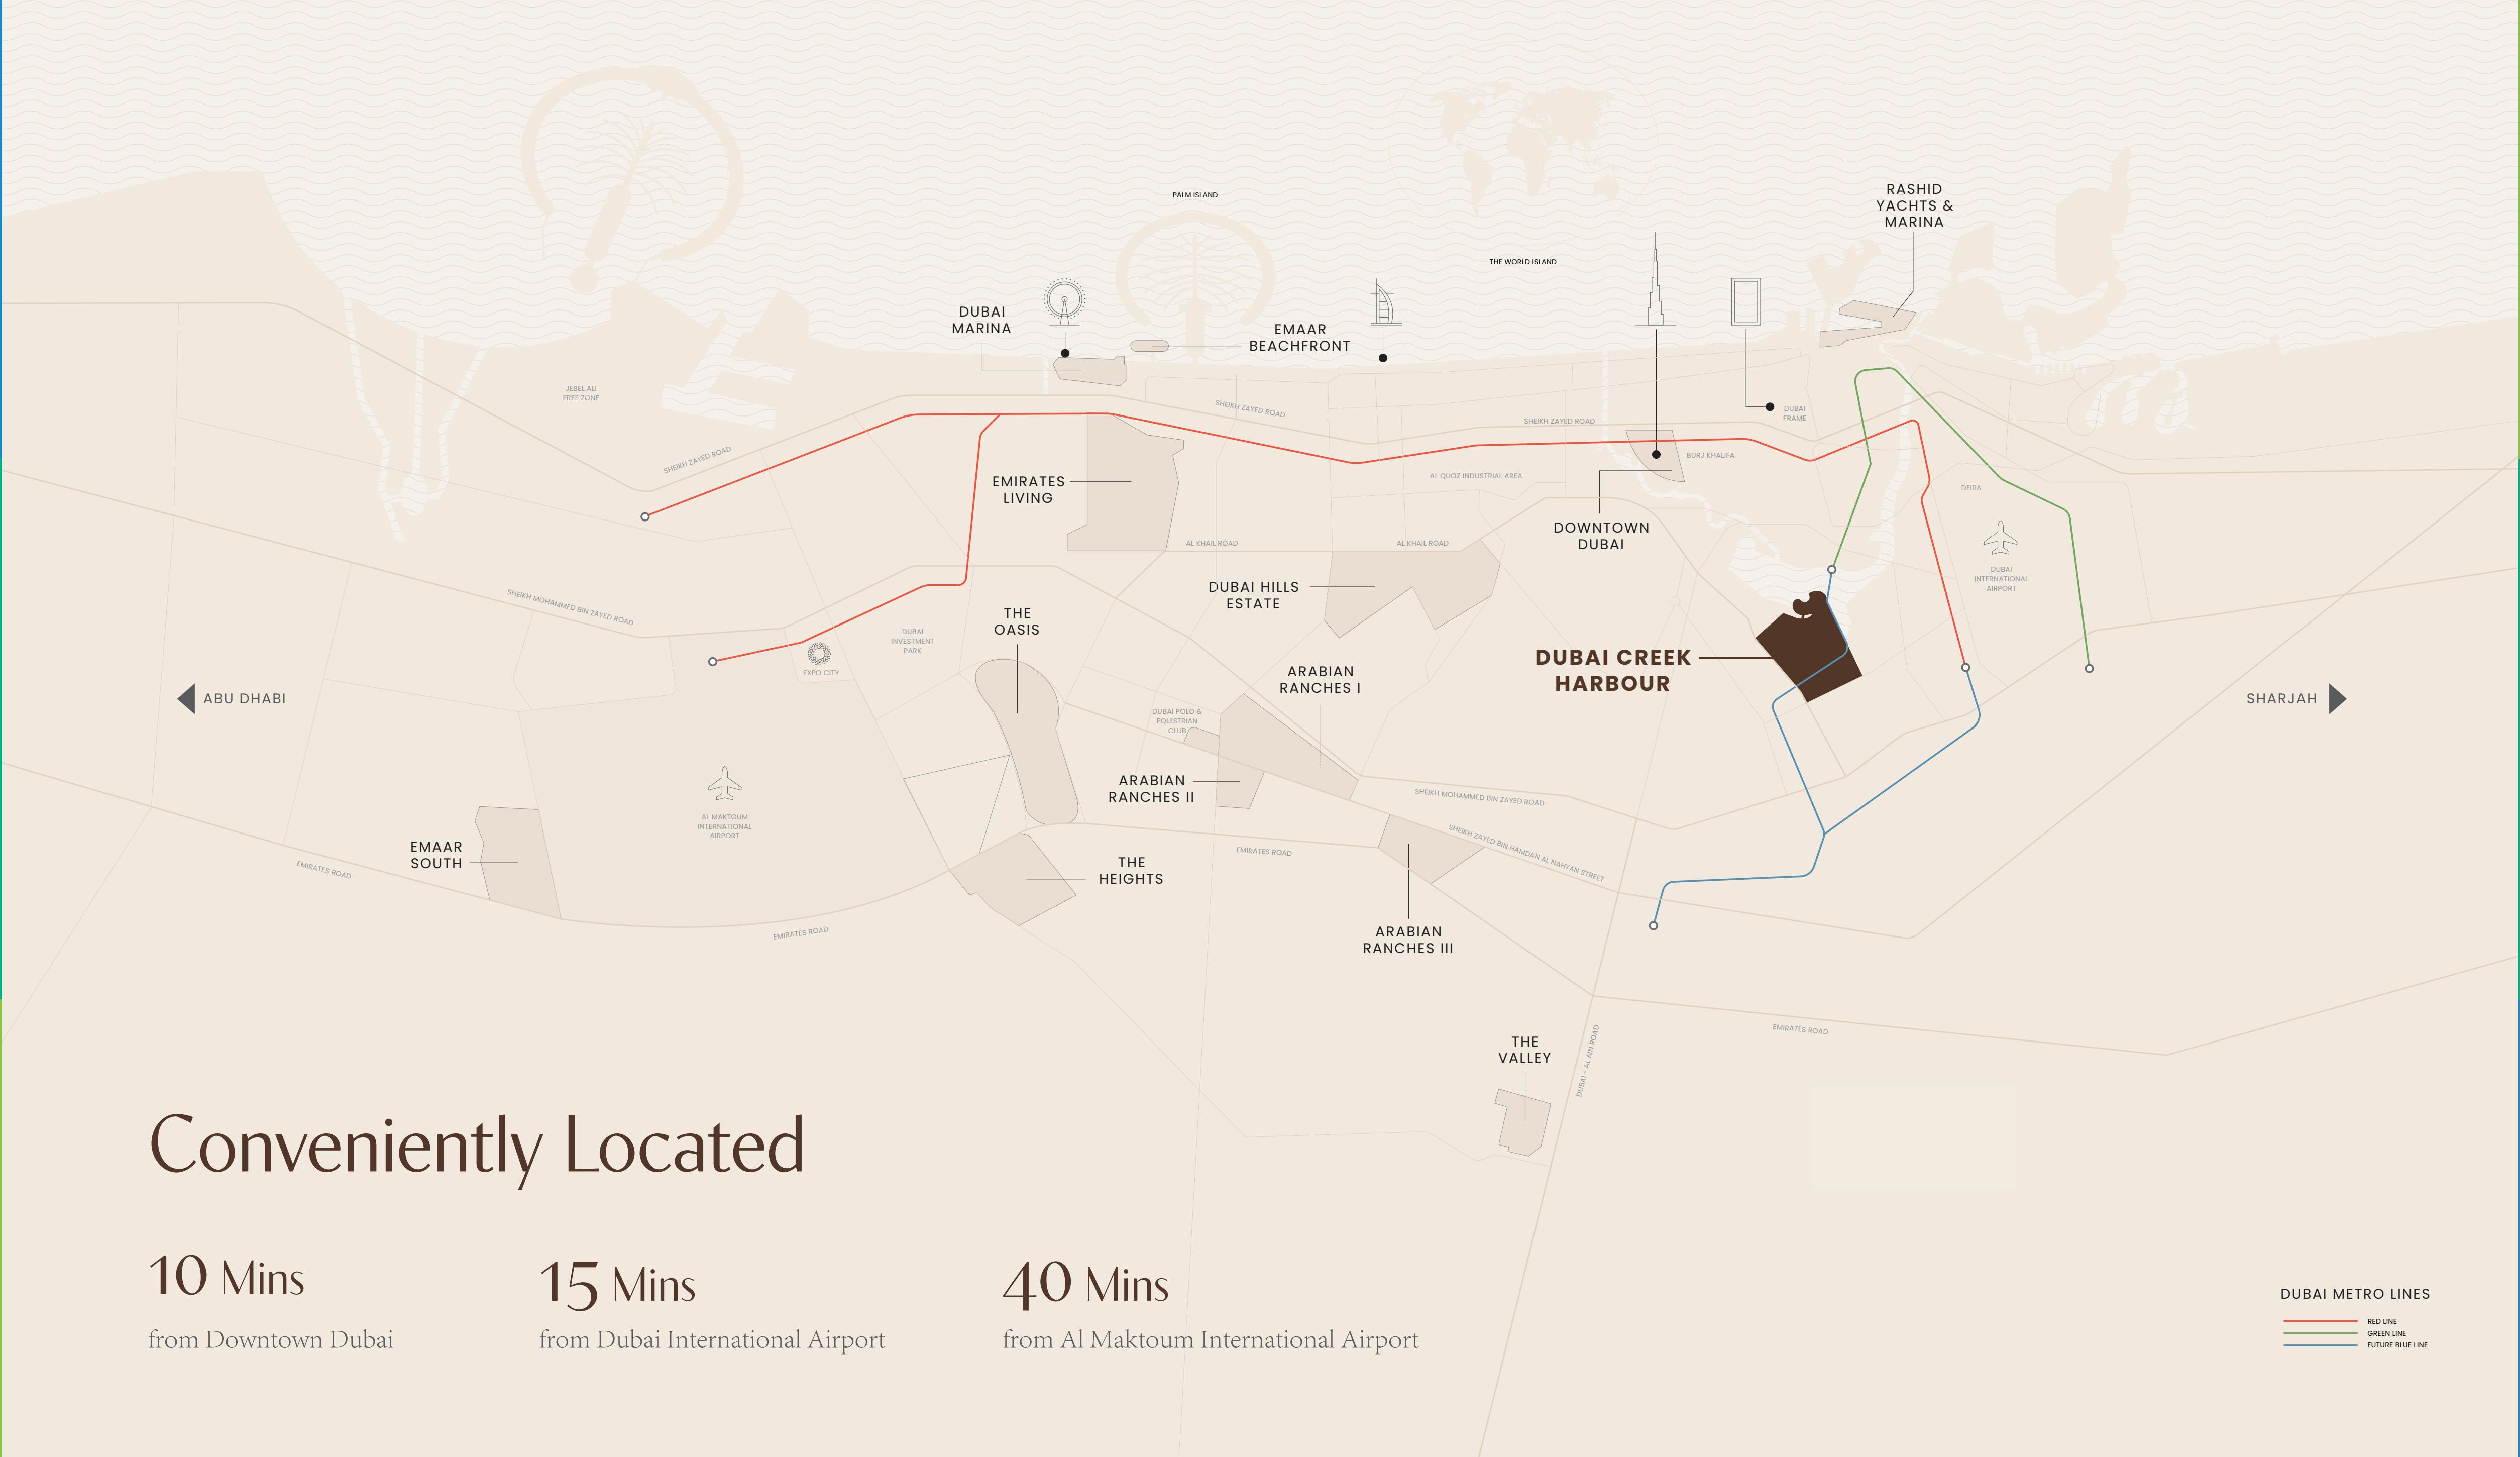 RASHID
YACHTS &
MARINA
PALM ISLAND
THE WORLD ISLAND
DUBAI
MARINA
EMAAR
BEACHFRONT
JEBEL ALI
FREE ZONE
SHEIKH ZAYED ROAD
SHEIKH ZAYED ROAD
SHEIKH ZAYED ROAD
DUBAI
FRAME
BURJ KHALIFA
AL QUOZ INDUSTRIAL AREA
EMIRATES
LIVING
DEIRA
DOWNTOWN
DUBAI
AL KHAIL ROAD
AL KHAIL ROAD
DUBAI
INTERNATIONAL
AIRPORT
DUBAI HILLS
ESTATE
SHEIKH MOHAMMED BIN ZAYED ROAD
THE
OASIS
DUBAI
INVESTMENT
PARK
EXPO CITY
DUBAI CREEK
HARBOUR
ARABIAN
RANCHES I
ABU DHABI
SHARJAH
DUBAI POLO &
EQUISTRIAN
CLUB
ARABIAN
RANCHES II
SHEIKH MOHAMMED BIN ZAYED ROAD
AL MAKTOUM
INTERNATIONAL
AIRPORT
SHEIKH ZAYED BIN HAMDAN AL NAHYAN STREET
EMAAR
SOUTH
EMIRATES ROAD
EMIRATES ROAD
THE
HEIGHTS
EMIRATES ROAD
ARABIAN
RANCHES III
EMIRATES ROAD
THE
VALLEY
DUBAI - AL AIN ROAD
Conveniently Located
10 Mins
from Downtown Dubai
15 Mins
from Dubai International Airport
40 Mins
from Al Maktoum International Airport
DUBAI METRO LINES
RED LINE
GREEN LINE
FUTURE BLUE LINE